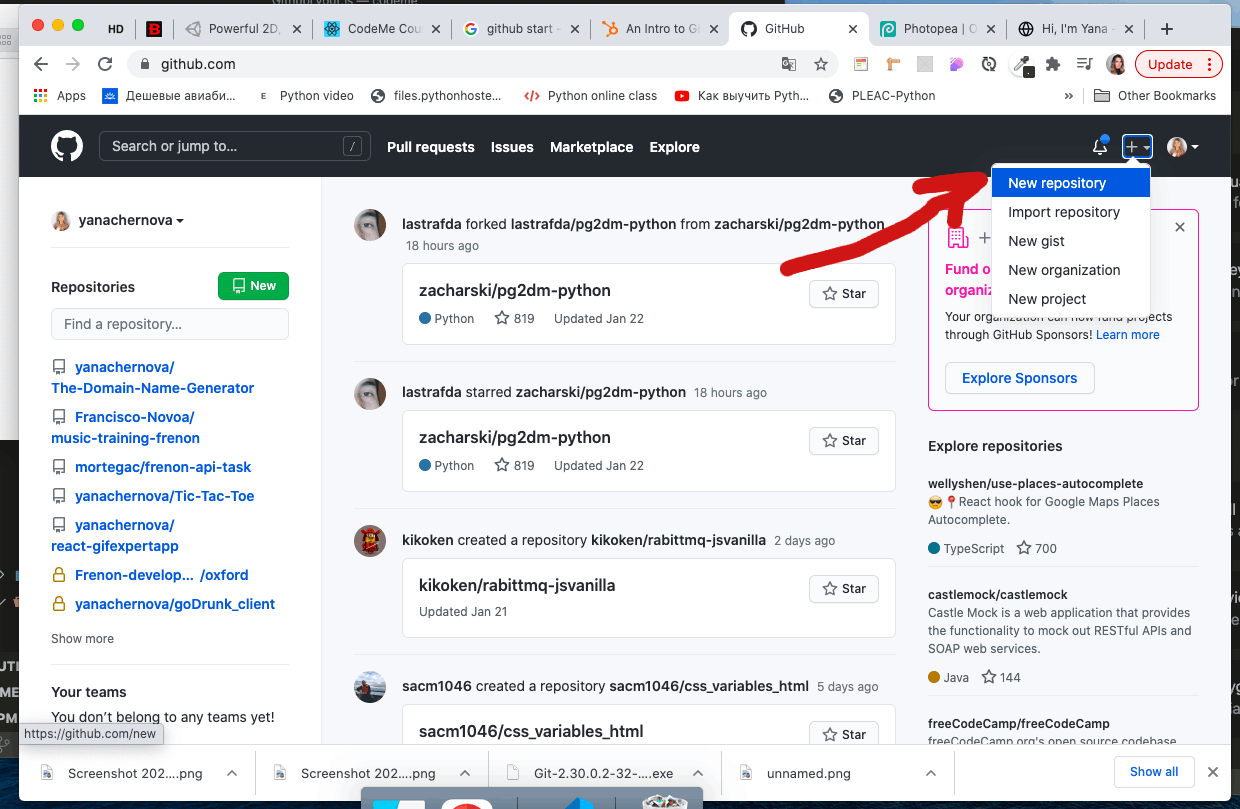 HD
B
Powerful 2D,
CodeMe Cou
github start -
An Intro to G
GitHub
Photopea | O
Hi, I'm Yana -
github.com
Update
Apps
Дешевые авиаби...
E Python video
files.pythonhoste...
Python online class
Как выучить Pyth...
PLEAC-Python
»
Other Bookmarks
Search or jump to...
/
Pull requests
Issues
Marketplace
Explore
New repository
Import repository
New gist
New organization
New project
yanachernova
Repositories
New
Find a repository...
yanachernova/
The-Domain-Name-Generator
Francisco-Novoa/
music-training-frenon
mortegac/frenon-api-task
yanachernova/Tic-Tac-Toe
yanachernova/
react-gifexpertapp
Frenon-develop... /oxford
yanachernova/goDrunk_client
Show more
Your teams
You don't belong to any teams yet!
https://github.com/new
lastrafda forked lastrafda/pg2dm-python from zacharski/pg2dm-python
18 hours ago
zacharski/pg2dm-python
Star
Python 819 Updated Jan 22
lastrafda starred zacharski/pg2dm-python 18 hours ago
zacharski/pg2dm-python
Star
Python 819 Updated Jan 22
kikoken created a repository kikoken/rabittmq-jsvanilla 2 days ago
kikoken/rabittmq-jsvanilla
Star
Updated Jan 21
sacm1046 created a repository sacm1046/css_variables_html 5 days ago
sacm1046/css_variables_html
Star
Fund
organiz
Your organization can now fund projects
through GitHub Sponsors! Learn more
Explore Sponsors
Explore repositories
wellyshen/use-places-autocomplete
😎📍React hook for Google Maps Places
Autocomplete.
TypeScript 700
castlemock/castlemock
Castle Mock is a web application that provides
the functionality to mock out RESTful APIs and
SOAP web services.
Java 144
freeCodeCamp/freeCodeCamp
freeCodeCamp.org's open source codebase
Screenshot 202....png
Screenshot 202....png
Git-2.30.0.2-32-....exe
unnamed.png
Show all